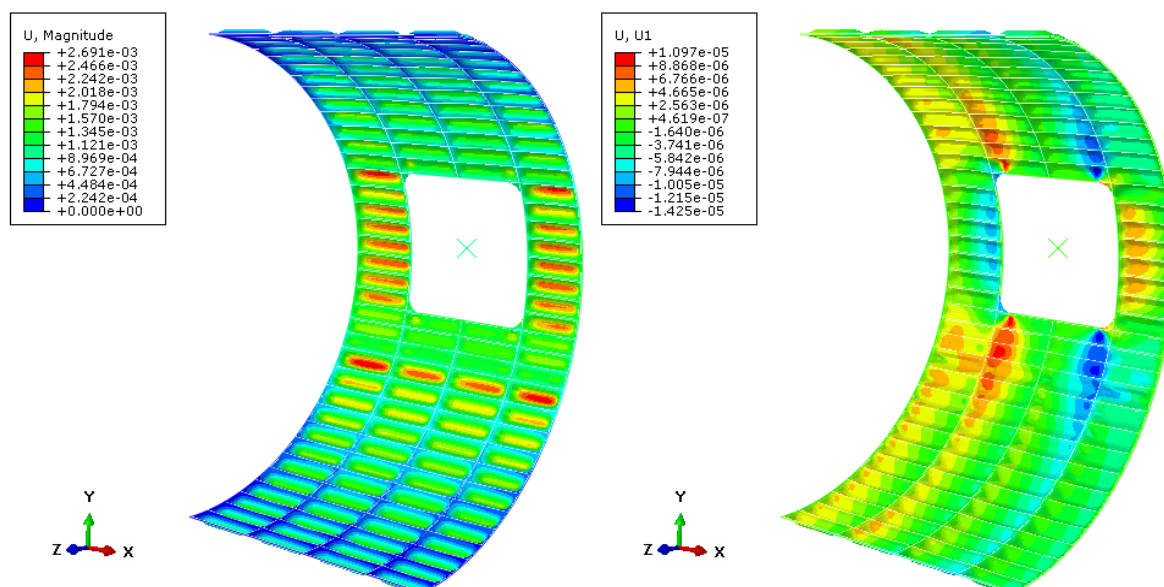 U, Magnitude
+2.691e-03
+2.466e-03
+2.242e-03
+2.018e-03
+1.794e-03
+1.570e-03
+1.345e-03
+1.121e-03
+8.969e-04
+6.727e-04
+4.484e-04
+2.242e-04
+0.000e+00
Y
Z
X
U, U1
+1.097e-05
+8.868e-06
+6.766e-06
+4.665e-06
+2.563e-06
+4.619e-07
-1.640e-06
-3.741e-06
-5.842e-06
-7.944e-06
-1.005e-05
-1.215e-05
-1.425e-05
Y
Z
X